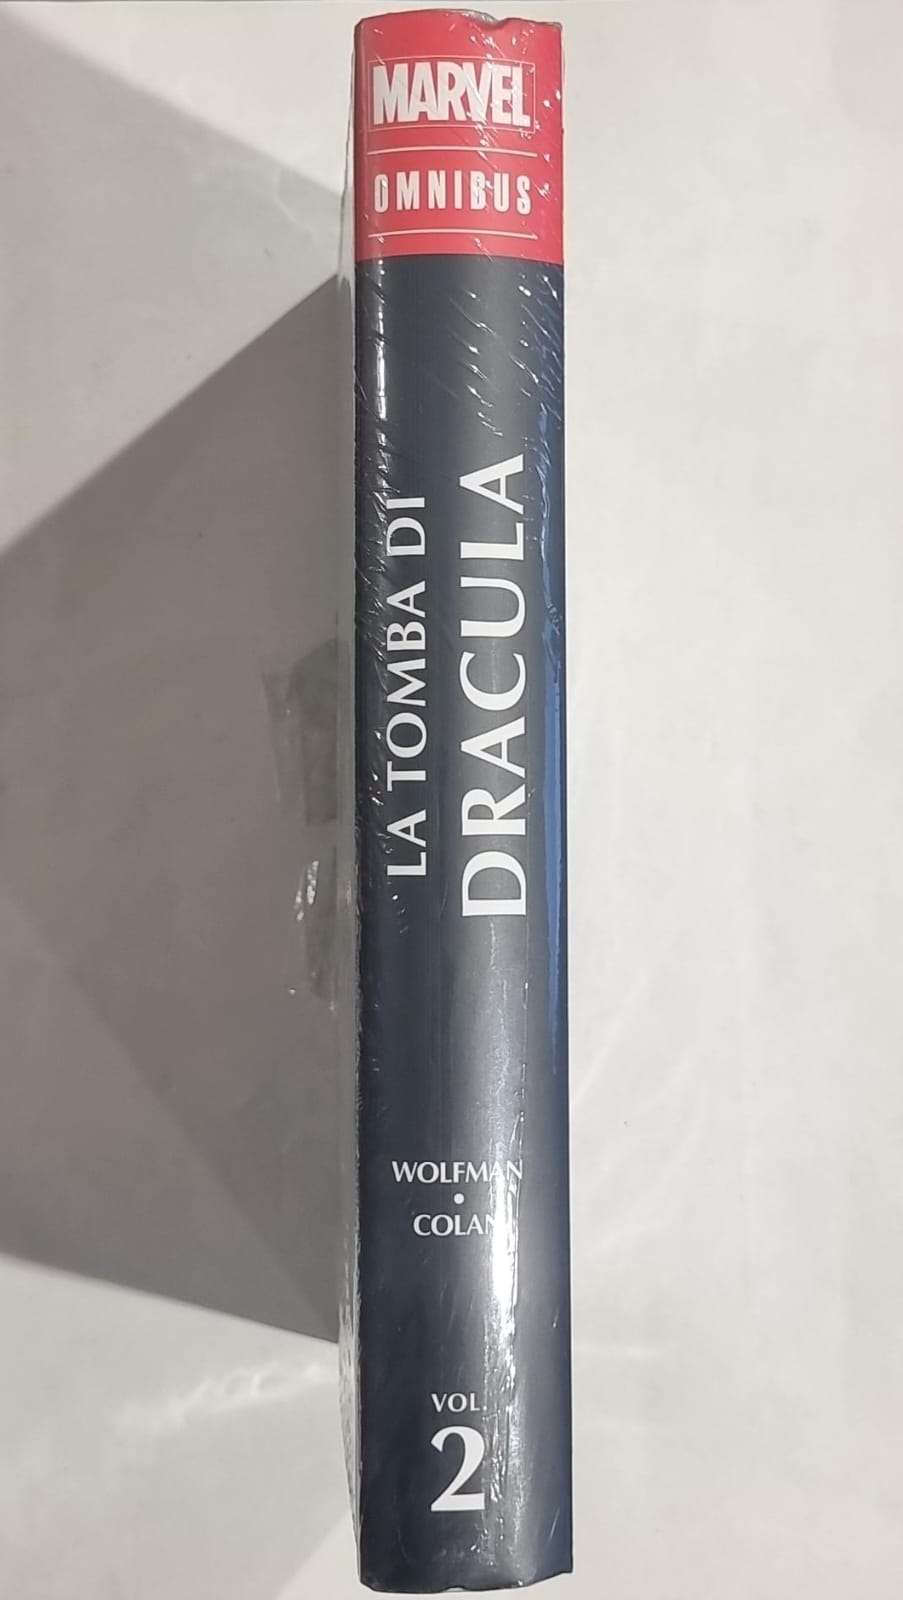 MARVEL
OMNIBUS
LA TOMBA DI
DRACULA
WOLFMAN
•
COLAN
VOL.
2